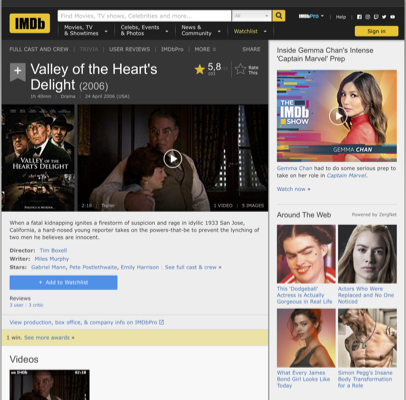 IMDb
Find Movies, TV shows, Celebrities and more...
All
Movies, TV
& Showtimes
Celebs, Events
& Photos
News &
Community
Watchlist
IMDbPro
Help
Sign in
FULL CAST AND CREW | TRIVIA | USER REVIEWS | IMDbPro | MORE
SHARE
+
Valley of the Heart's
Delight (2006)
5,8
Rate
This
1h 40min | Drama | 24 April 2006 (USA)
VALLEY OF THE
HEART'S DELIGHT
2:18 | Trailer
1 VIDEO | 5 IMAGES
When a fatal kidnapping ignites a firestorm of suspicion and rage in idyllic 1933 San Jose,
California, a hard-nosed young reporter takes on the powers-that-be to prevent the lynching of
two men he believes are innocent.
Director: Tim Boxell
Writer: Miles Murphy
Stars: Gabriel Mann, Pete Postlethwaite, Emily Harrison | See full cast & crew »
+ Add to Watchlist
Reviews
3 user | 3 critic
View production, box office, & company info on IMDbPro
1 win. See more awards »
Videos
Inside Gemma Chan's Intense
'Captain Marvel' Prep
THE
IMDb
SHOW
GEMMA CHAN
Gemma Chan had to do some serious prep
to take on her role in Captain Marvel.
Watch now »
Around The Web
Powered by ZergNet
This 'Dodgeball'
Actress is Actually
Gorgeous in Real Life
Actors Who Were
Replaced and No One
Noticed
What Every James
Bond Girl Looks Like
Today
Simon Pegg's Insane
Body Transformation
For a Role